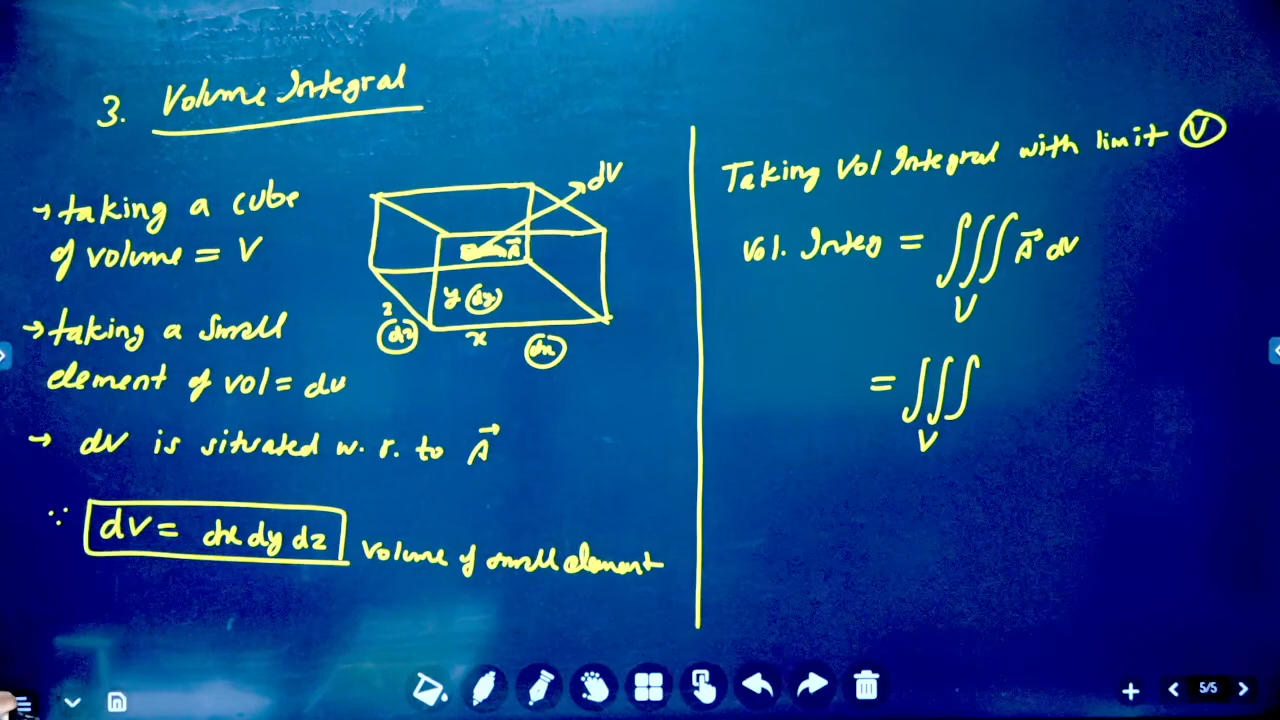 3. Volume Integral
→ taking a cube
of volume = V
→ taking a small
element of vol = dv
→ dV is situated w. r. to A⃗
∵ dV = dx dy dz volume of small element
dV
A⃗
y (dy)
z
(dz)
x
(dx)
Taking Vol Integral with limit V
Vol. Integ = ∭ A⃗ dv
V
= ∭
V
5/5